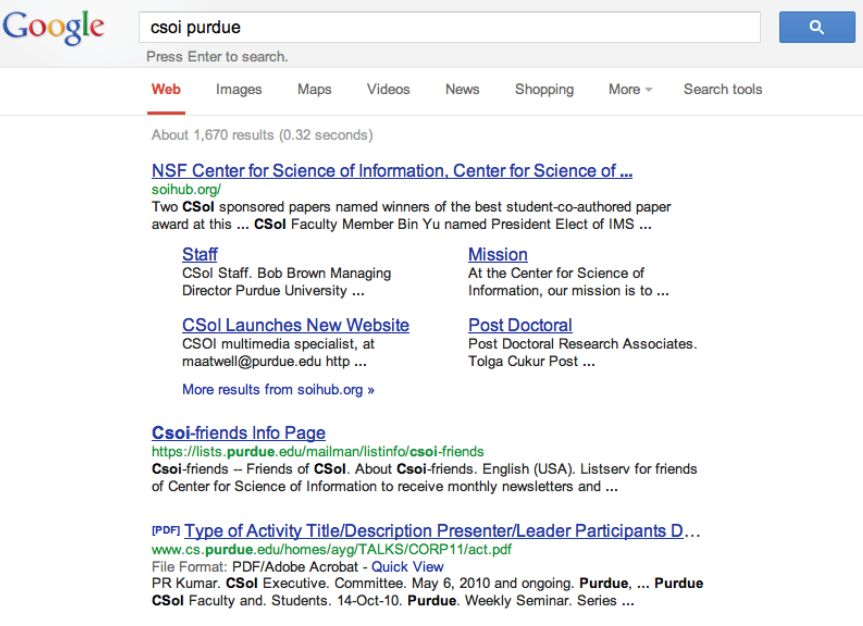 Google
csoi purdue
Press Enter to search.
Web Images Maps Videos News Shopping More Search tools
About 1,670 results (0.32 seconds)
NSF Center for Science of Information, Center for Science of ...
soihub.org/
Two CSoI sponsored papers named winners of the best student-co-authored paper
award at this ... CSoI Faculty Member Bin Yu named President Elect of IMS ...
Staff
CSoI Staff. Bob Brown Managing
Director Purdue University ...
Mission
At the Center for Science of
Information, our mission is to ...
CSoI Launches New Website
CSOI multimedia specialist, at
maatwell@purdue.edu http ...
Post Doctoral
Post Doctoral Research Associates.
Tolga Cukur Post ...
More results from soihub.org »
Csoi-friends Info Page
https://lists.purdue.edu/mailman/listinfo/csoi-friends
Csoi-friends -- Friends of CSoI. About Csoi-friends. English (USA). Listserv for friends
of Center for Science of Information to receive monthly newsletters and ...
[PDF] Type of Activity Title/Description Presenter/Leader Participants D...
www.cs.purdue.edu/homes/ayg/TALKS/CORP11/act.pdf
File Format: PDF/Adobe Acrobat - Quick View
PR Kumar. CSoI Executive. Committee. May 6, 2010 and ongoing. Purdue, ... Purdue
CSoI Faculty and. Students. 14-Oct-10. Purdue. Weekly Seminar. Series ...